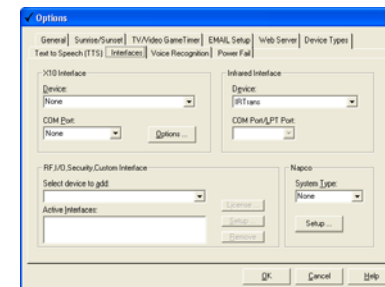 Options
General Sunrise/Sunset TV/Video GameTimer EMAIL Setup Web Server Device Types
Text to Speech (TTS) Interfaces Voice Recognition Power Fail
X10 Interface
Device:
None
COM Port:
None
Options ...
Infrared Interface
Device:
IRTrans
COM Port/LPT Port:
RF,I/O,Security,Custom Interface
Select device to add:
Active Interfaces:
License ...
Setup ...
Remove
Napco
System Type:
None
Setup ...
OK Cancel Help